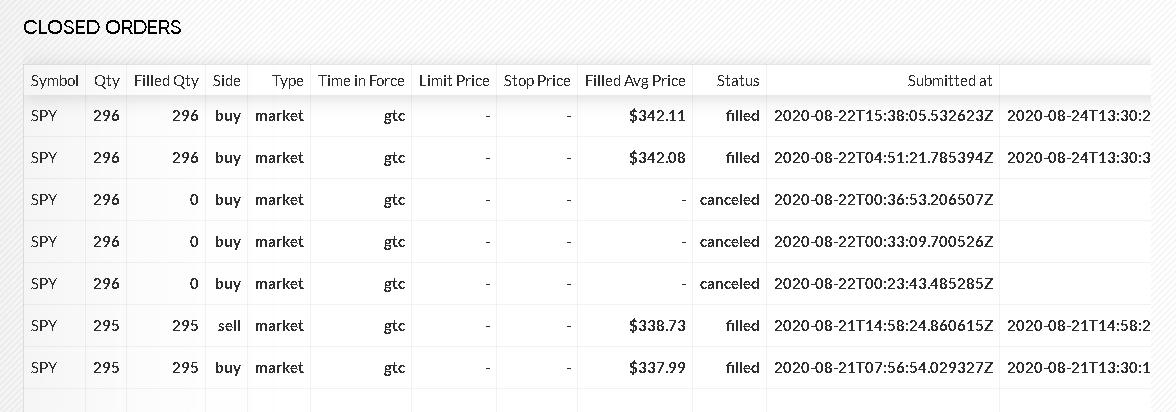 CLOSED ORDERS
Symbol Qty Filled Qty Side Type Time in Force Limit Price Stop Price Filled Avg Price Status Submitted at
SPY 296 296 buy market gtc - - $342.11 filled 2020-08-22T15:38:05.532623Z 2020-08-24T13:30:2
SPY 296 296 buy market gtc - - $342.08 filled 2020-08-22T04:51:21.785394Z 2020-08-24T13:30:3
SPY 296 0 buy market gtc - - - canceled 2020-08-22T00:36:53.206507Z
SPY 296 0 buy market gtc - - - canceled 2020-08-22T00:33:09.700526Z
SPY 296 0 buy market gtc - - - canceled 2020-08-22T00:23:43.485285Z
SPY 295 295 sell market gtc - - $338.73 filled 2020-08-21T14:58:24.860615Z 2020-08-21T14:58:2
SPY 295 295 buy market gtc - - $337.99 filled 2020-08-21T07:56:54.029327Z 2020-08-21T13:30:1